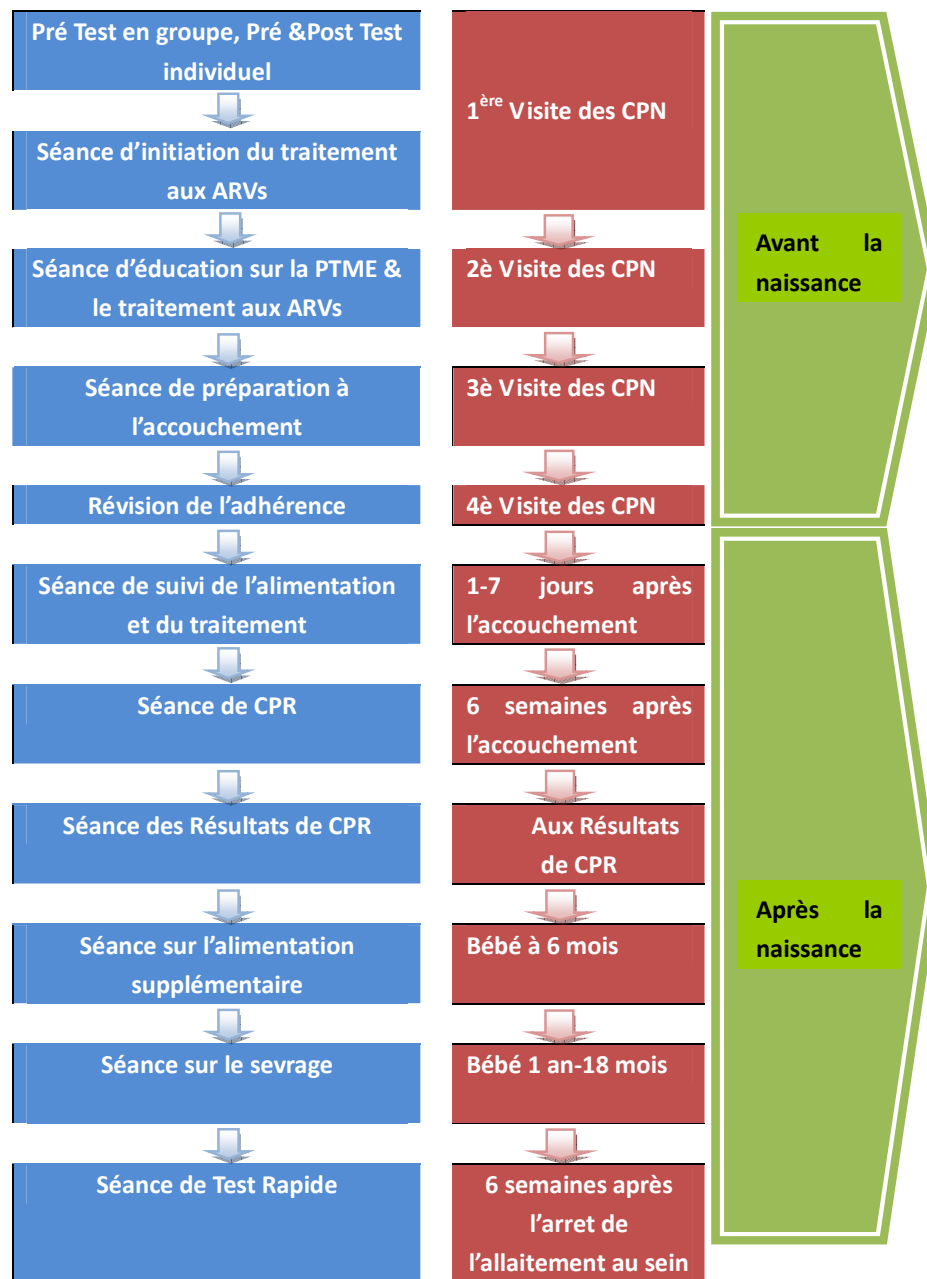 Pré Test en groupe, Pré &Post Test
individuel
1ère Visite des CPN
Séance d'initiation du traitement
aux ARVs
Séance d'éducation sur la PTME &
le traitement aux ARVs
2è Visite des CPN
Avant la
naissance
Séance de préparation à
l'accouchement
3è Visite des CPN
Révision de l'adhérence
4è Visite des CPN
Séance de suivi de l'alimentation
et du traitement
1-7 jours après
l'accouchement
Séance de CPR
6 semaines après
l'accouchement
Séance des Résultats de CPR
Aux Résultats
de CPR
Après la
naissance
Séance sur l'alimentation
supplémentaire
Bébé à 6 mois
Séance sur le sevrage
Bébé 1 an-18 mois
Séance de Test Rapide
6 semaines après
l'arret de
l'allaitement au sein